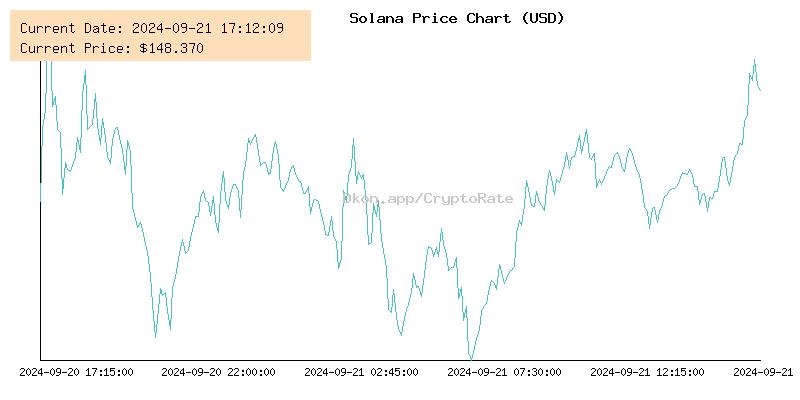 Solana Price Chart (USD)
Current Date: 2024-09-21 17:12:09
Current Price: $148.370
0kon.app/CryptoRate
2024-09-20 17:15:00
2024-09-20 22:00:00
2024-09-21 02:45:00
2024-09-21 07:30:00
2024-09-21 12:15:00
2024-09-21